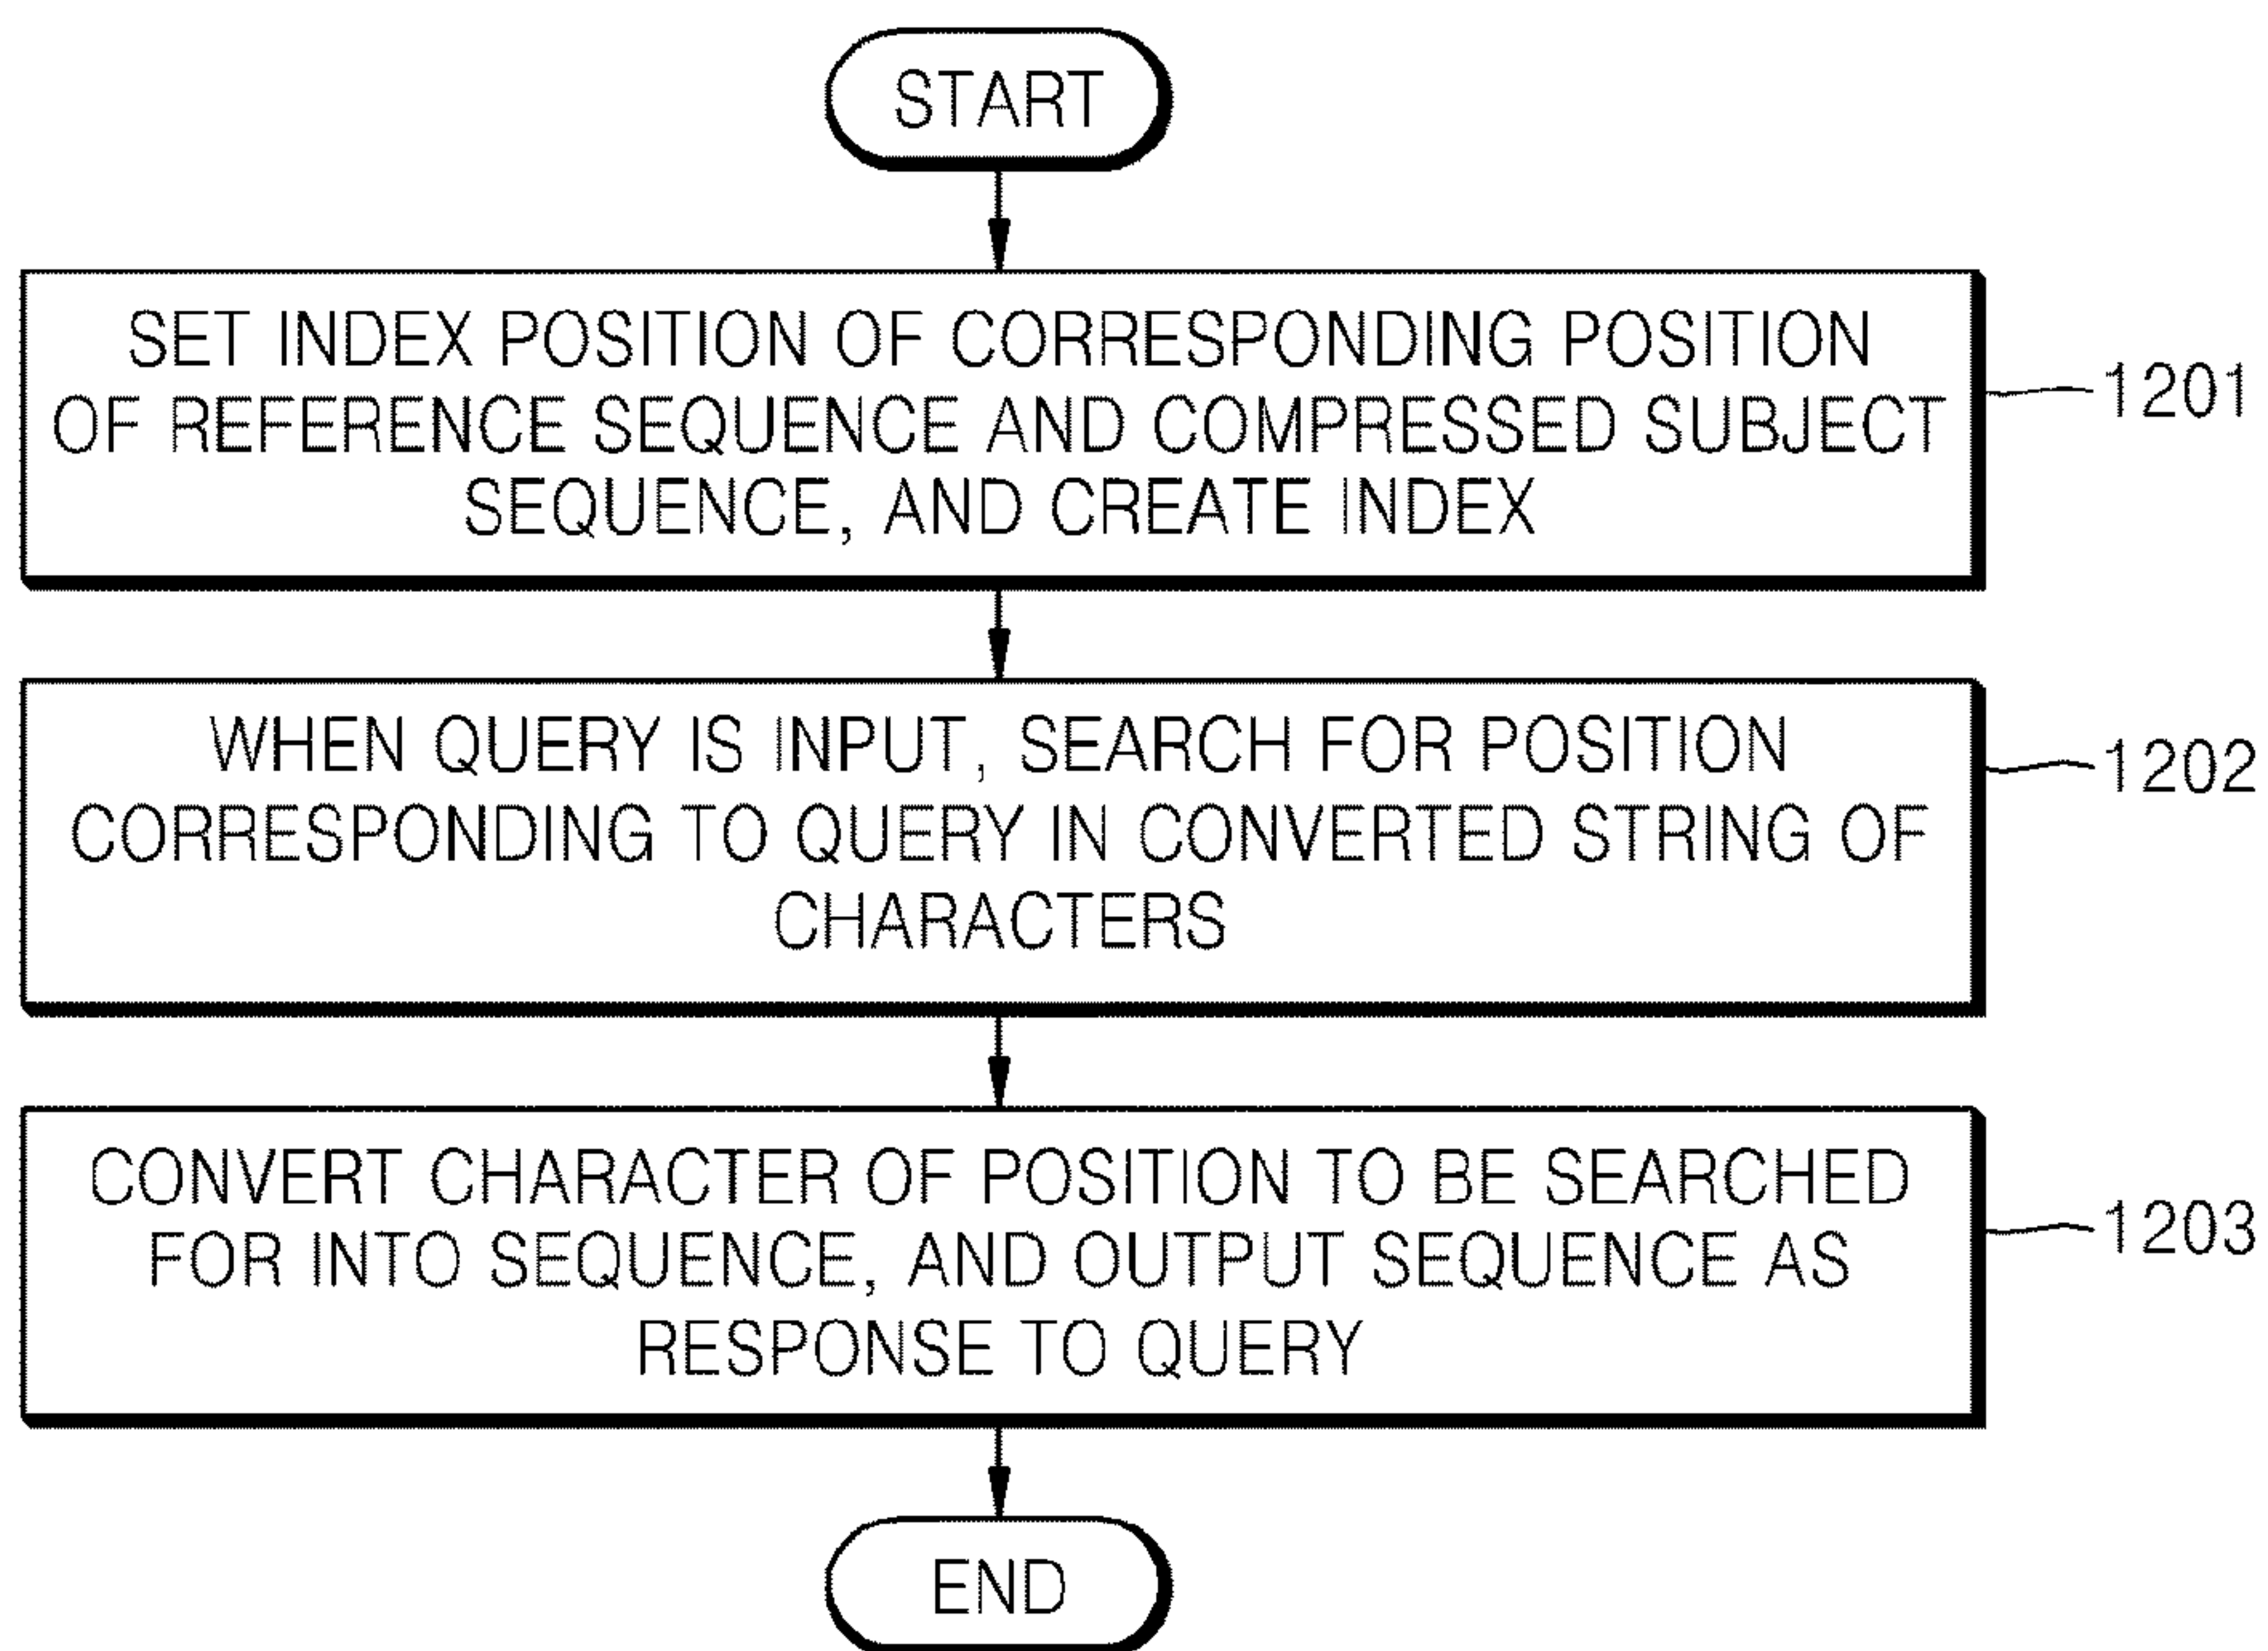 START
SET INDEX POSITION OF CORRESPONDING POSITION
OF REFERENCE SEQUENCE AND COMPRESSED SUBJECT
SEQUENCE, AND CREATE INDEX
1201
WHEN QUERY IS INPUT, SEARCH FOR POSITION
CORRESPONDING TO QUERY IN CONVERTED STRING OF
CHARACTERS
1202
CONVERT CHARACTER OF POSITION TO BE SEARCHED
FOR INTO SEQUENCE, AND OUTPUT SEQUENCE AS
RESPONSE TO QUERY
1203
END